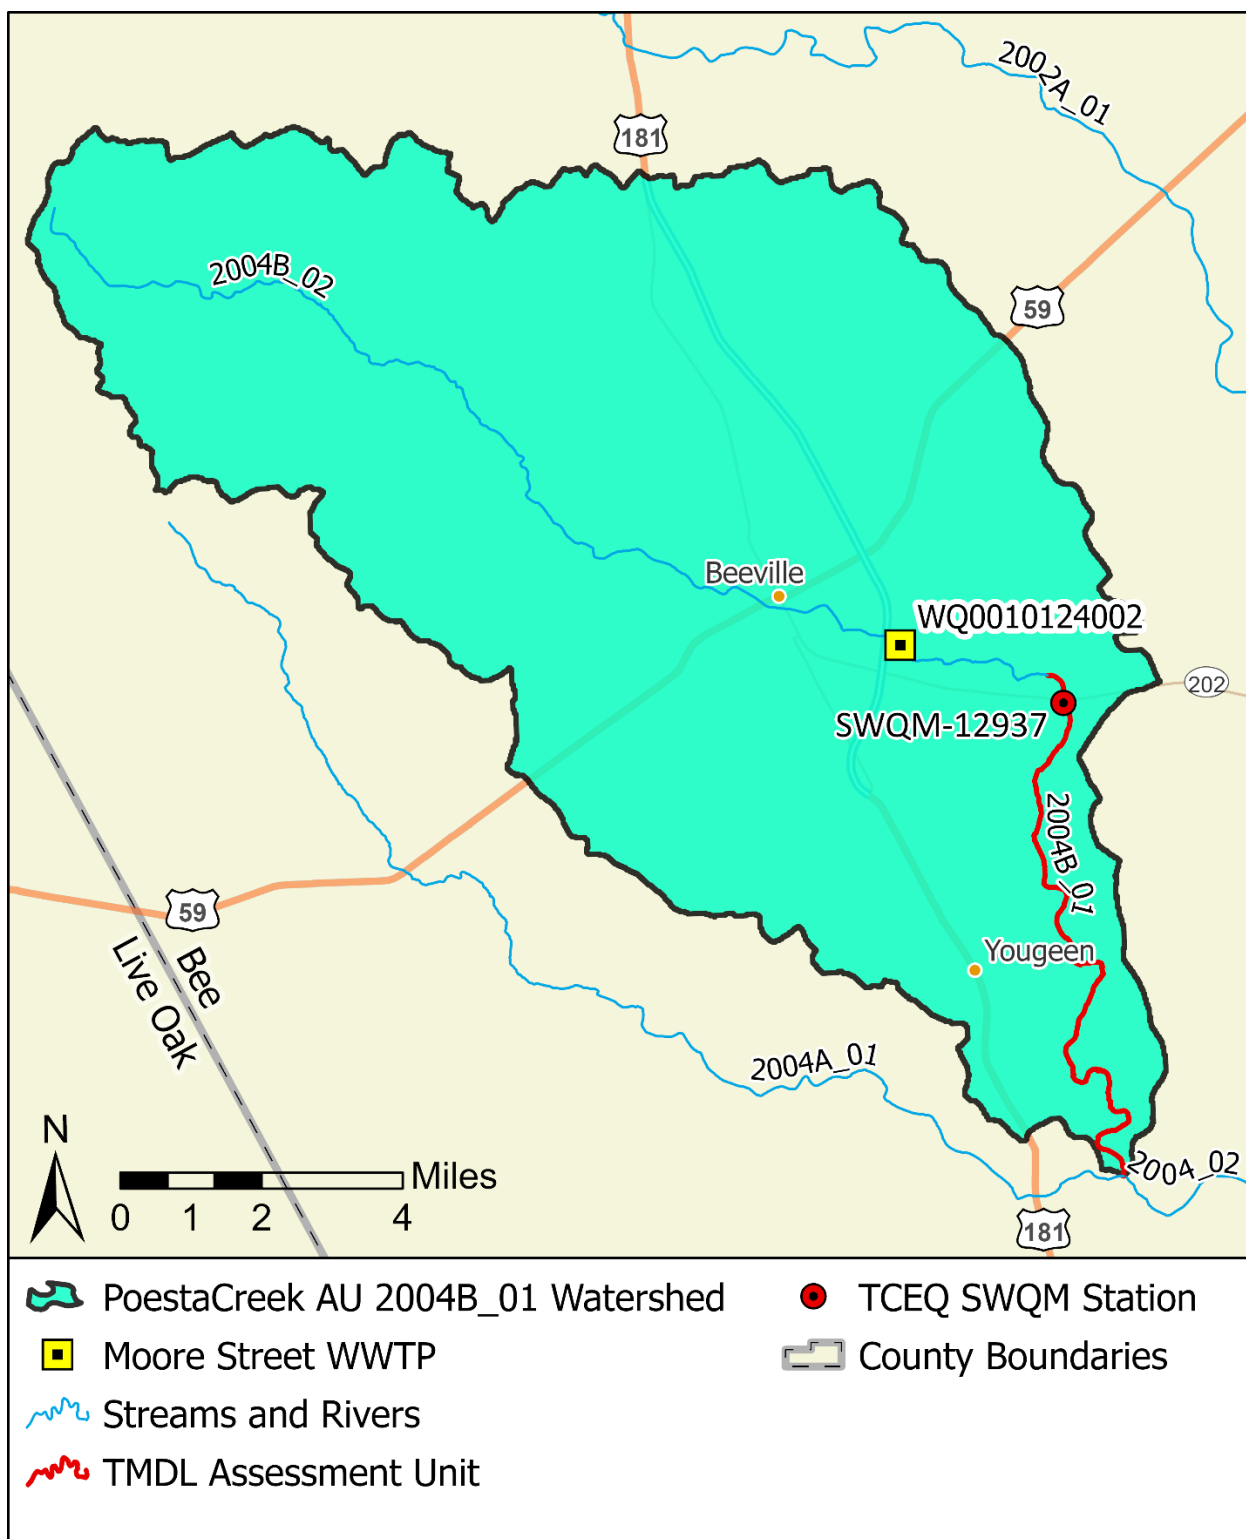 2002A_01
181
59
2004B_02
Beeville
WQ0010124002
202
SWQM-12937
2004B_01
59
Bee
Live Oak
Yougeen
2004A_01
2004_02
181
N
Miles
0 1 2 4
PoestaCreek AU 2004B_01 Watershed
Moore Street WWTP
Streams and Rivers
TMDL Assessment Unit
TCEQ SWQM Station
County Boundaries